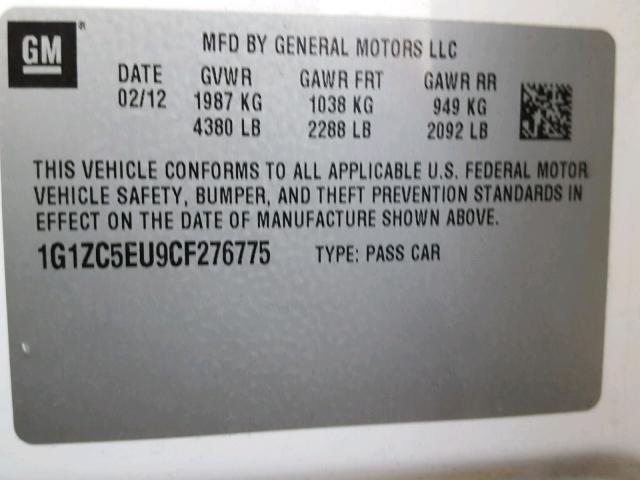 GM
MFD BY GENERAL MOTORS LLC
DATE GVWR GAWR FRT GAWR RR
02/12 1987 KG 1038 KG 949 KG
4380 LB 2288 LB 2092 LB
THIS VEHICLE CONFORMS TO ALL APPLICABLE U.S. FEDERAL MOTOR
VEHICLE SAFETY, BUMPER, AND THEFT PREVENTION STANDARDS IN
EFFECT ON THE DATE OF MANUFACTURE SHOWN ABOVE.
1G1ZC5EU9CF276775 TYPE: PASS CAR